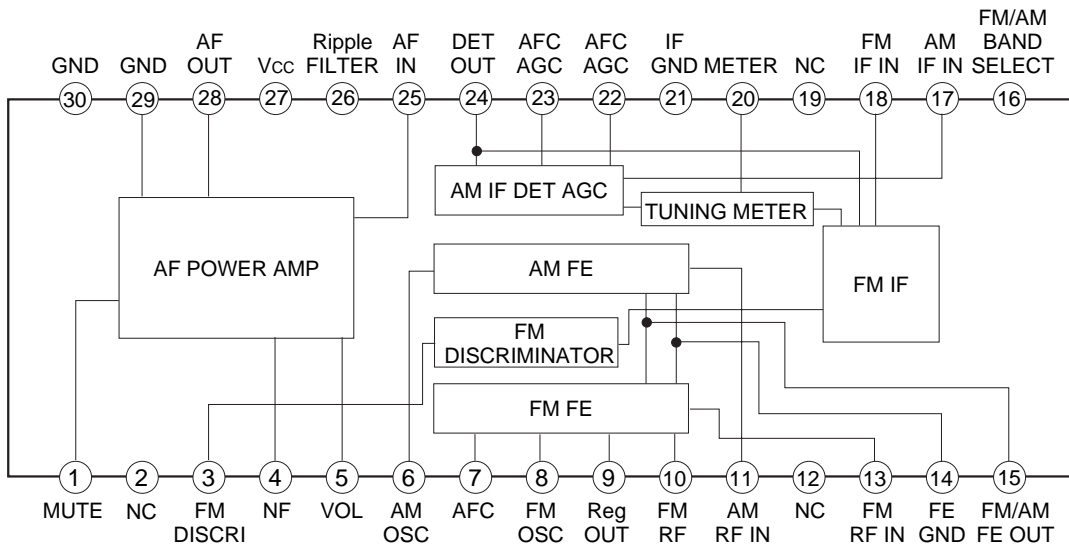 FM/AM
AF Ripple AF DET AFC AFC IF FM AM BAND
GND GND OUT Vcc FILTER IN OUT AGC AGC GND METER NC IF IN IF IN SELECT
30 29 28 27 26 25 24 23 22 21 20 19 18 17 16
AM IF DET AGC
TUNING METER
AF POWER AMP
AM FE
FM IF
FM
DISCRIMINATOR
FM FE
1 2 3 4 5 6 7 8 9 10 11 12 13 14 15
MUTE NC FM NF VOL AM AFC FM Reg FM AM NC FM FE FM/AM
DISCRI OSC OSC OUT RF RF IN RF IN GND FE OUT